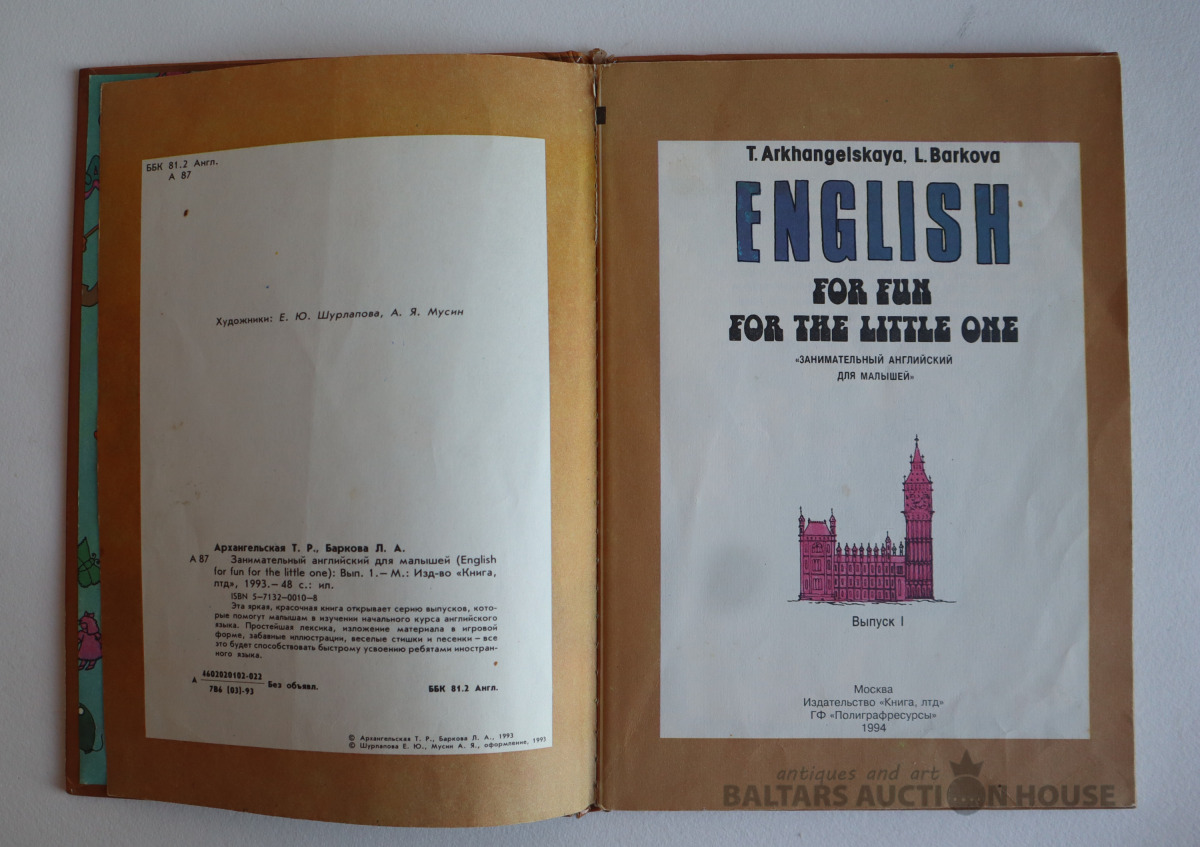 ББК 81.2 Англ.
А 87
Художники: Е. Ю. Шурлапова, А. Я. Мусин
Архангельская Т. Р., Баркова Л. А.
А 87 Занимательный английский для малышей (English
for fun for the little one): Вып. 1.— М.: Изд-во «Книга,
лтд», 1993.— 48 с.: ил.
ISBN 5—7132—0010—8
Эта яркая, красочная книга открывает серию выпусков, кото-
рые помогут малышам в изучении начального курса английского
языка. Простейшая лексика, изложение материала в игровой
форме, забавные иллюстрации, веселые стишки и песенки — все
это будет способствовать быстрому усвоению ребятами иностран-
ного языка.
А 4602020102-022
786 (03)-93 Без объявл.
ББК 81.2 Англ.
© Архангельская Т. Р., Баркова Л. А., 1993
© Шурлапова Е. Ю., Мусин А. Я., оформление, 1993
T. Arkhangelskaya, L. Barkova
ENGLISH
FOR FUN
FOR THE LITTLE ONE
«ЗАНИМАТЕЛЬНЫЙ АНГЛИЙСКИЙ
ДЛЯ МАЛЫШЕЙ»
Выпуск I
Москва
Издательство «Книга, лтд»
ГФ «Полиграфресурсы»
1994
antiques and art
BALTARS AUCTION HOUSE